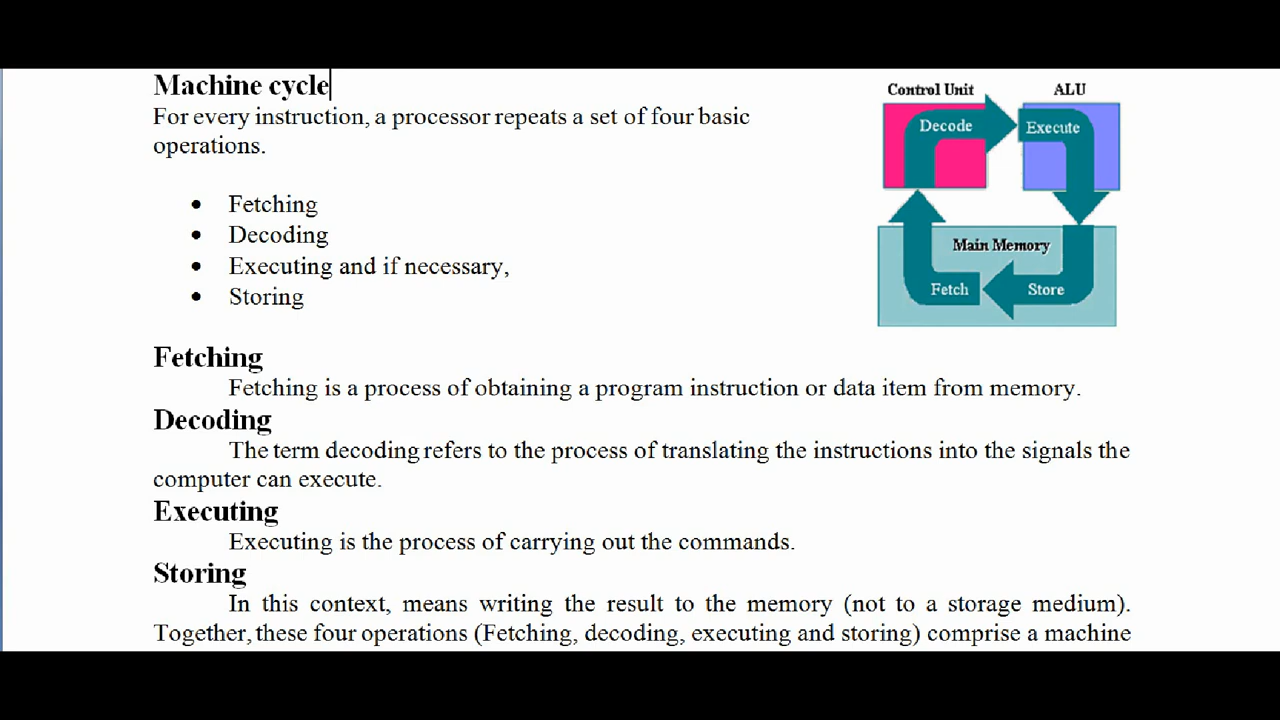 Machine cycle
For every instruction, a processor repeats a set of four basic
operations.
• Fetching
• Decoding
• Executing and if necessary,
• Storing
Control Unit
ALU
Decode
Execute
Main Memory
Fetch
Store
Fetching
Fetching is a process of obtaining a program instruction or data item from memory.
Decoding
The term decoding refers to the process of translating the instructions into the signals the
computer can execute.
Executing
Executing is the process of carrying out the commands.
Storing
In this context, means writing the result to the memory (not to a storage medium).
Together, these four operations (Fetching, decoding, executing and storing) comprise a machine